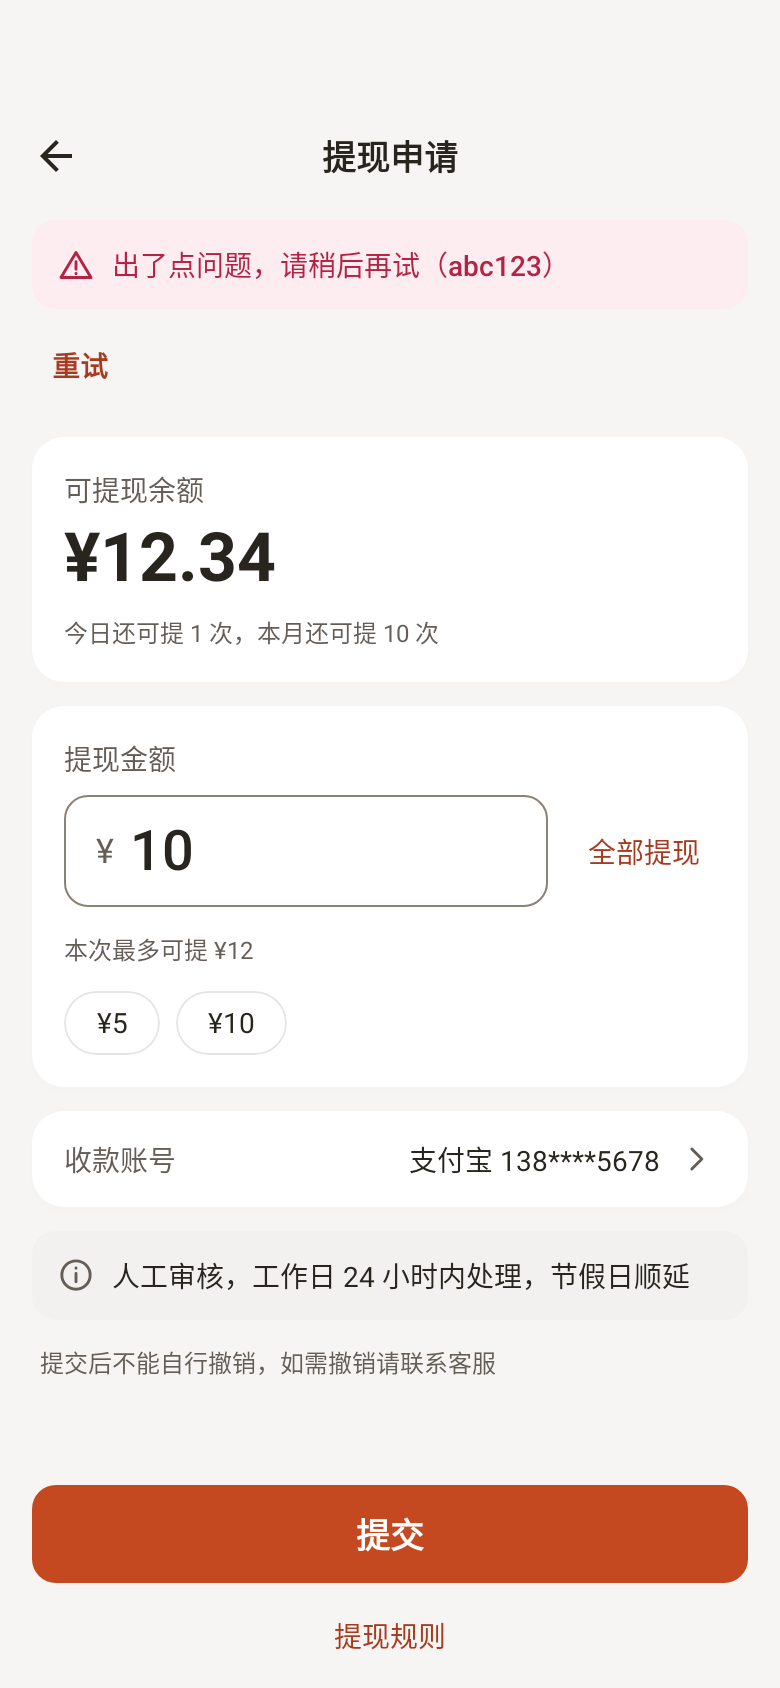 提现申请
出了点问题，请稍后再试（abc123）
重试
可提现余额
¥12.34
今日还可提 1 次，本月还可提 10 次
提现金额
¥ 10
全部提现
本次最多可提 ¥12
¥5 ¥10
收款账号 支付宝 138****5678
人工审核，工作日 24 小时内处理，节假日顺延
提交后不能自行撤销，如需撤销请联系客服
提交
提现规则